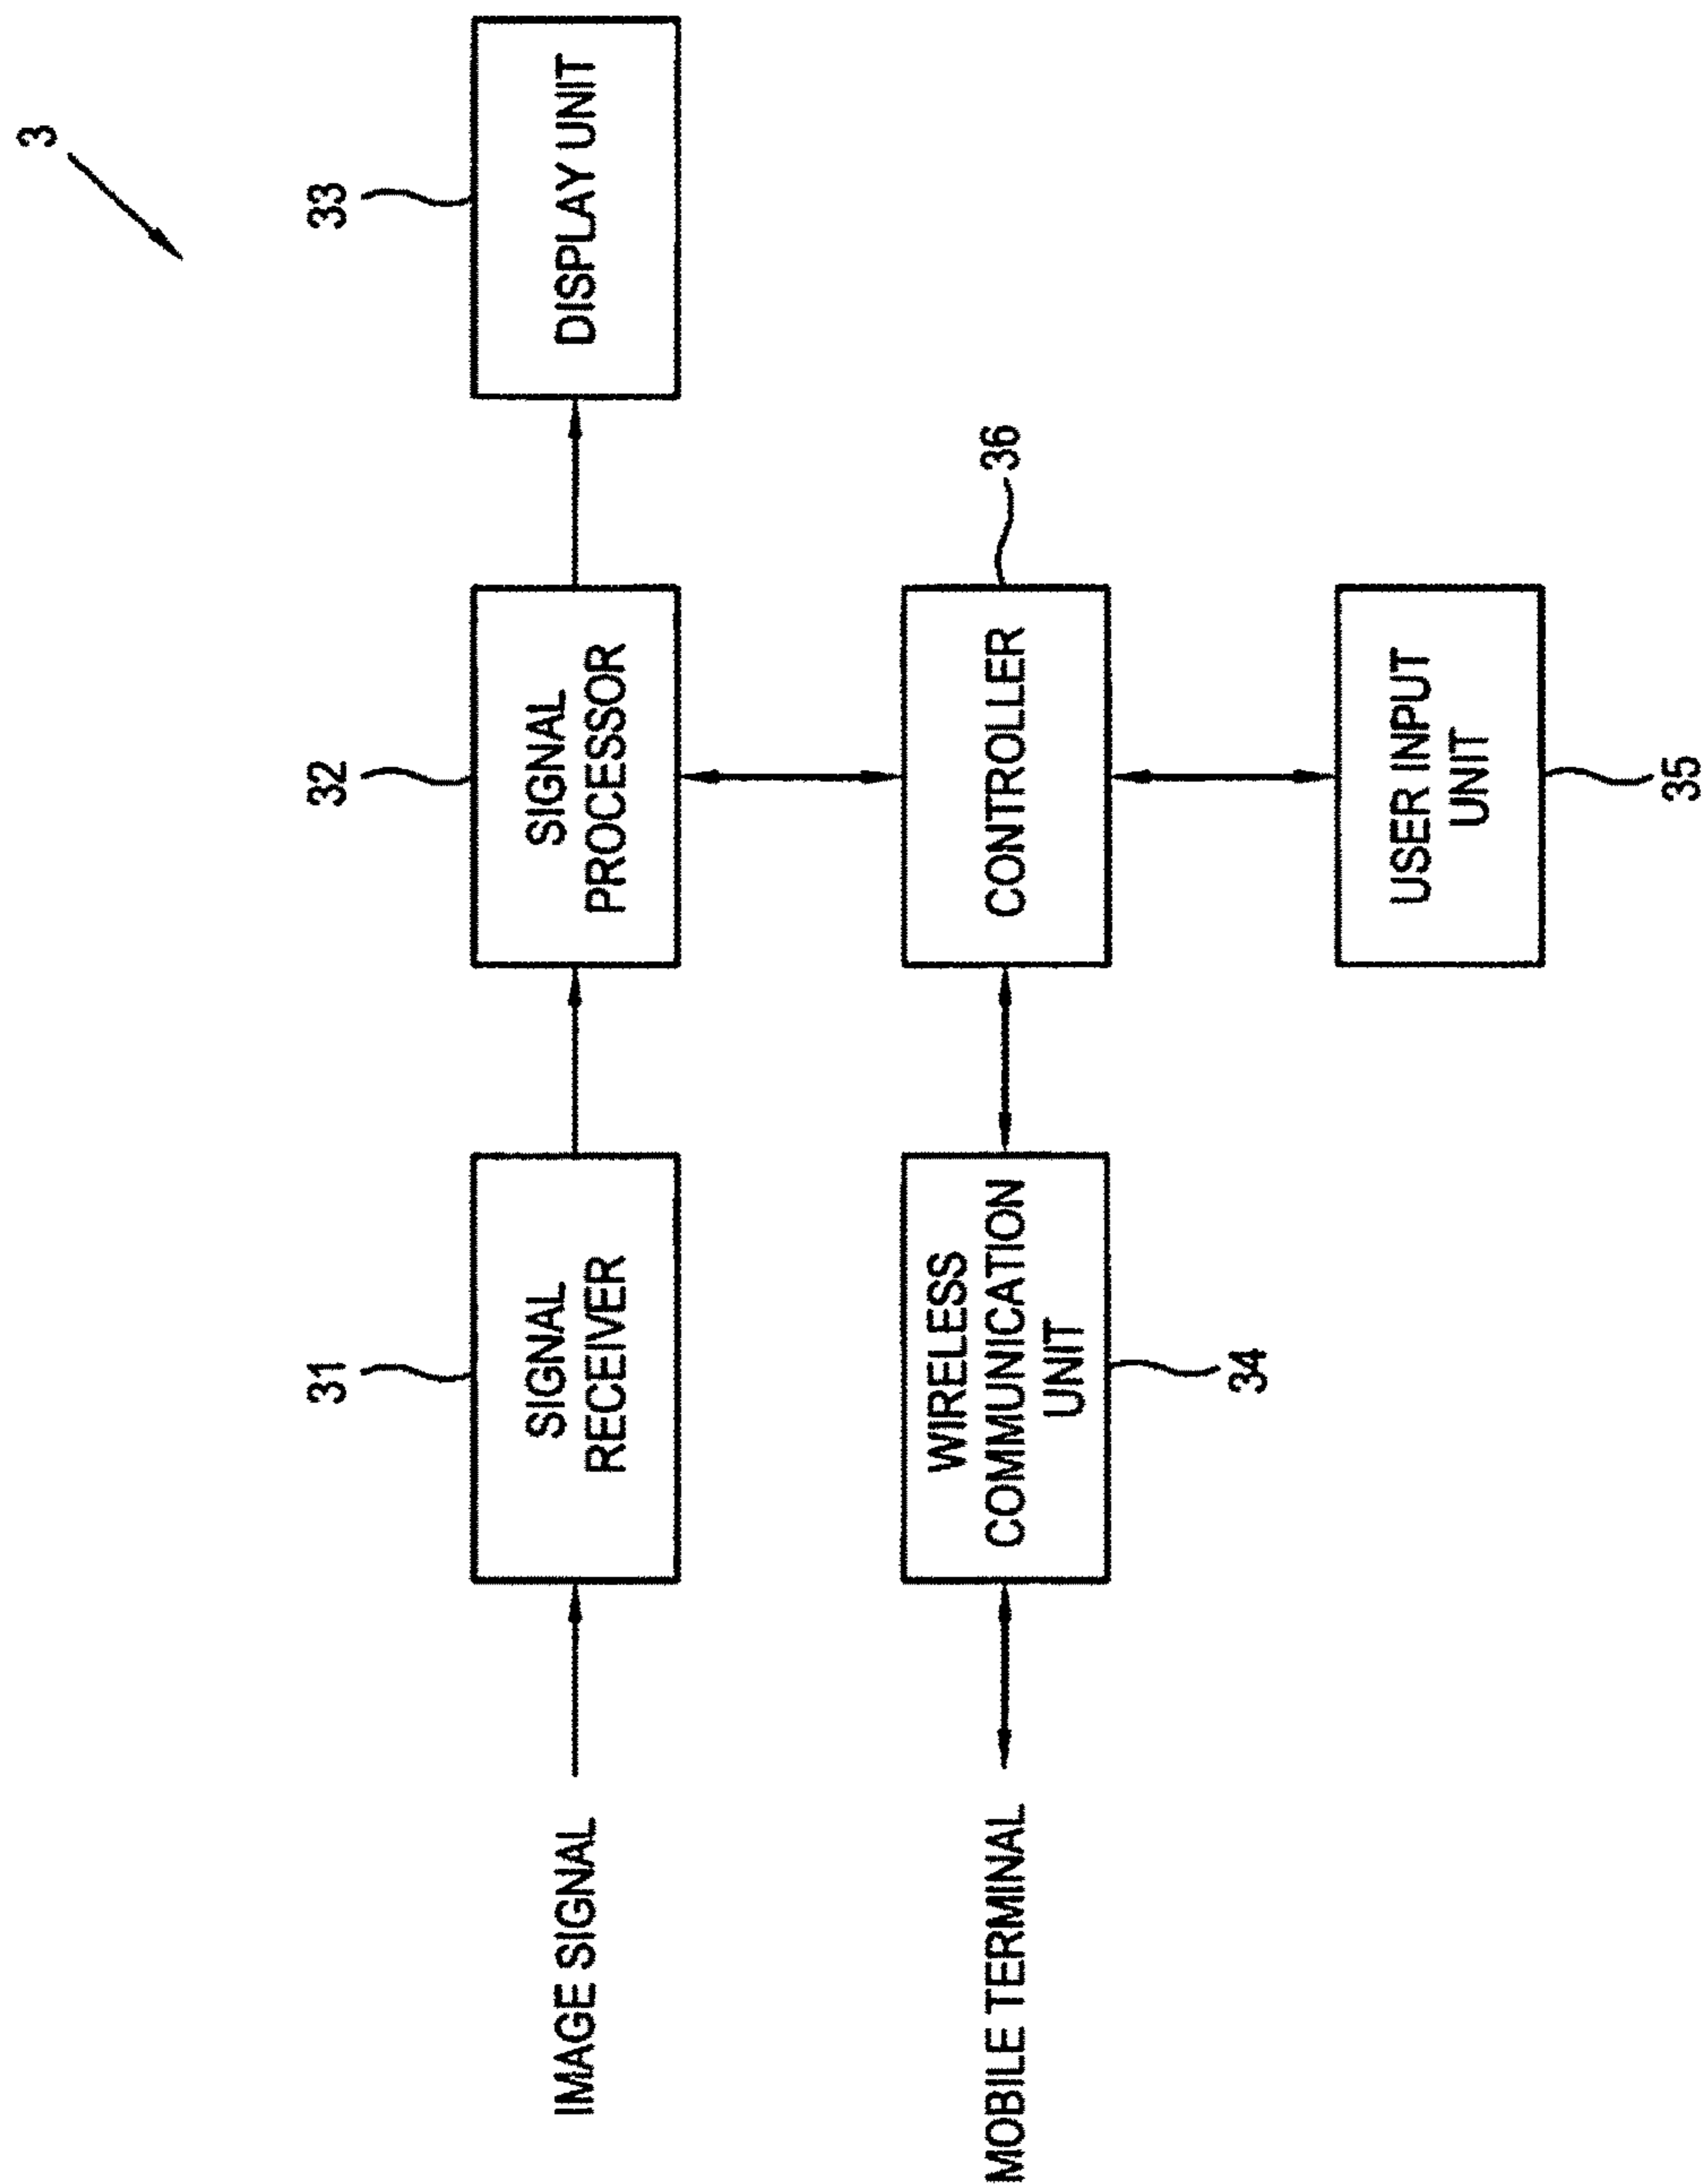 3
31
32
33
IMAGE SIGNAL
SIGNAL
RECEIVER
SIGNAL
PROCESSOR
DISPLAY UNIT
36
MOBILE TERMINAL
WIRELESS
COMMUNICATION
UNIT
CONTROLLER
34
USER INPUT
UNIT
35